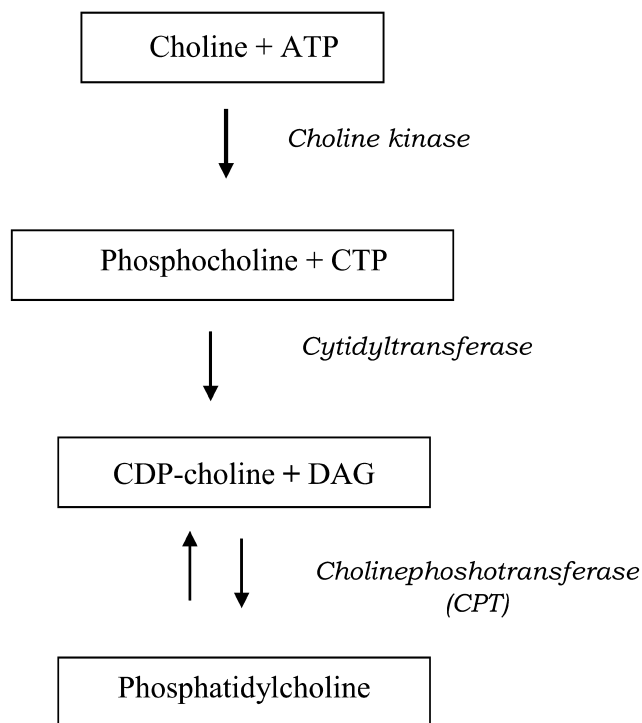 Choline + ATP
Choline kinase
Phosphocholine + CTP
Cytidyltransferase
CDP-choline + DAG
Cholinephoshotransferase
(CPT)
Phosphatidylcholine